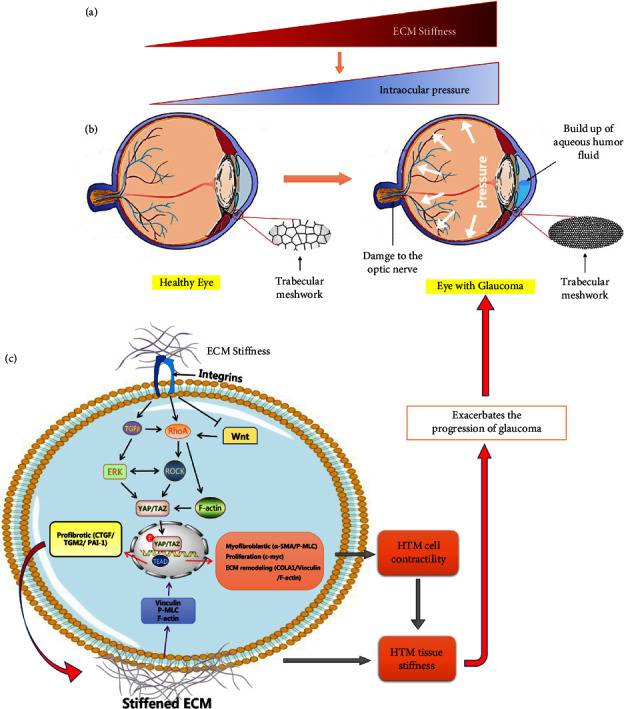 (a)
ECM Stiffness
Intraocular pressure
(b)
Build up of
aqueous humor
fluid
Pressure
Damge to the
optic nerve
Healthy Eye
Trabecular
meshwork
Eye with Glaucoma
Trabecular
meshwork
(c)
ECM Stiffness
Integrins
TGFβ
RhoA
Wnt
ERK
ROCK
YAP/TAZ
F-actin
Profibrotic (CTGF/
TGM2/ PAI-1)
P
YAP/TAZ
TEAD
Myofibroblastic (α-SMA/P-MLC)
Proliferation (c-myc)
ECM remodeling (COLA1/Vinculin
/F-actin)
Vinculin
P-MLC
F-actin
Stiffened ECM
Exacerbates the
progression of glaucoma
HTM cell
contractility
HTM tissue
stiffness